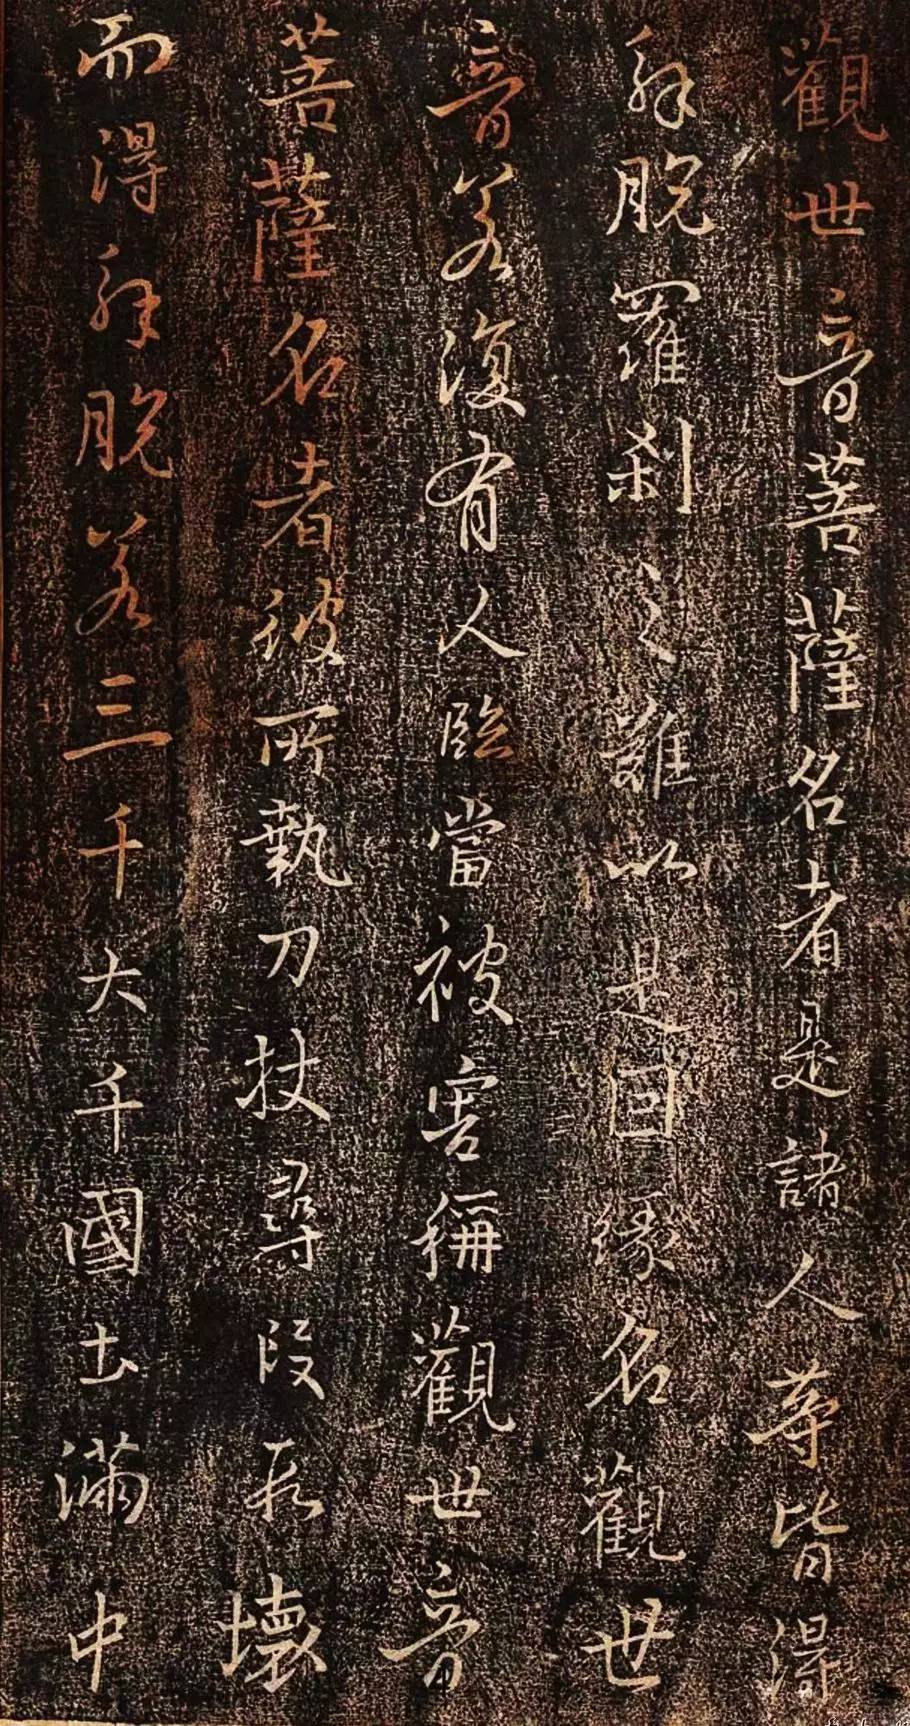 觀世音菩薩名者是諸人等皆得
解脫羅刹之難以是因緣名觀世
音若復有人臨當被害稱觀世音
菩薩名者彼所執刀杖尋段段壞
而得解脫若三千大千國土滿中